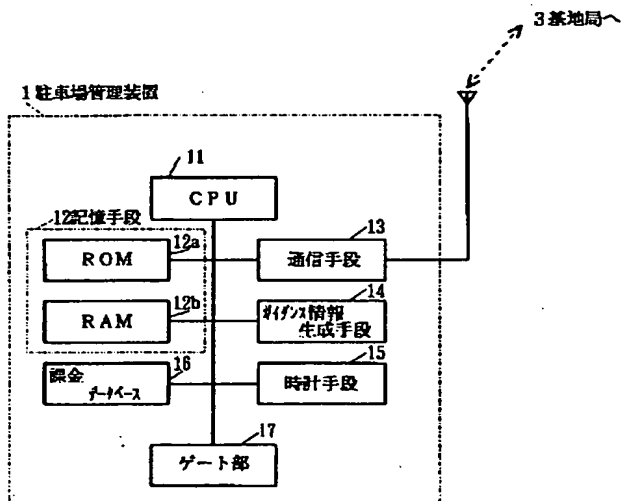 3基地局へ
1駐車場管理装置
11
CPU
12記憶手段
12a
ROM
13
通信手段
12b
RAM
14
ガイダンス情報
生成手段
16
課金
データベース
15
時計手段
17
ゲート部